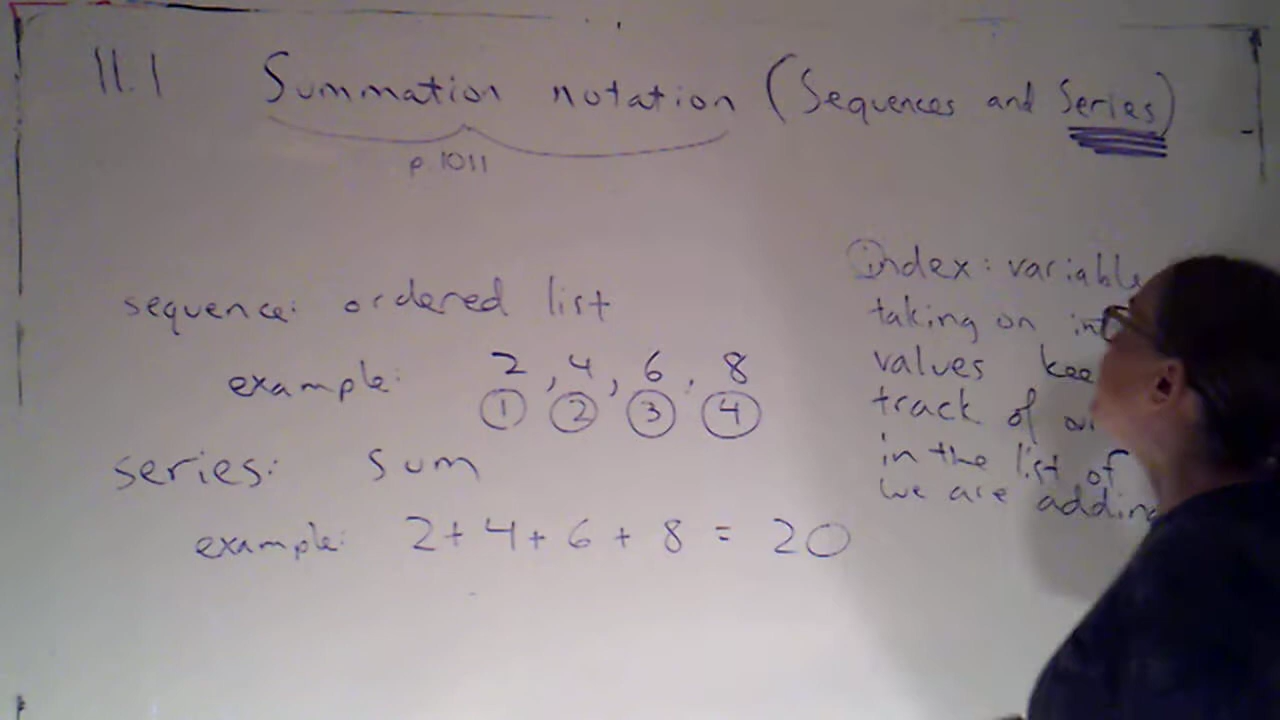 11.1 Summation notation (Sequences and Series)
p.1011
sequence: ordered list
example: 2, 4, 6, 8
1 2 3 4
series: sum
example: 2 + 4 + 6 + 8 = 20
index: variable
taking on
values
track of
in the list of
we are adding